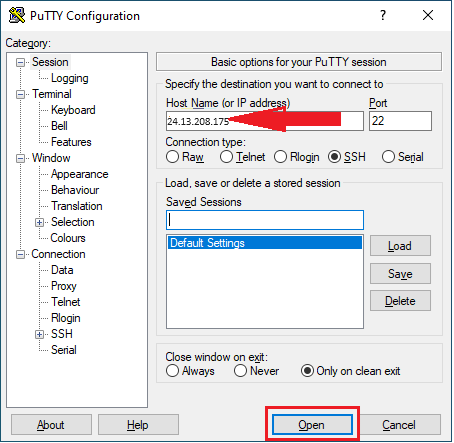 PuTTY Configuration
Category:
Session
Logging
Terminal
Keyboard
Bell
Features
Window
Appearance
Behaviour
Translation
Selection
Colours
Connection
Data
Proxy
Telnet
Rlogin
SSH
Serial
Basic options for your PuTTY session
Specify the destination you want to connect to
Host Name (or IP address) Port
24.13.208.175 22
Connection type:
Raw Telnet Rlogin SSH Serial
Load, save or delete a stored session
Saved Sessions
Default Settings
Load
Save
Delete
Close window on exit:
Always Never Only on clean exit
About Help Open Cancel